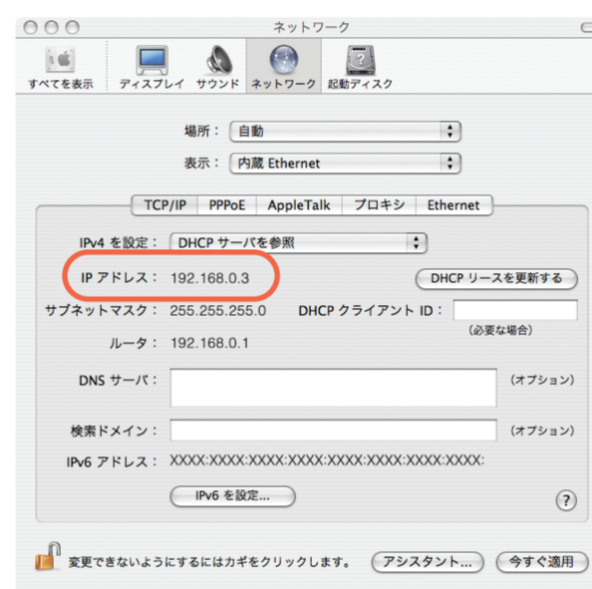 ネットワーク
すべてを表示 ディスプレイ サウンド ネットワーク 起動ディスク
場所： 自動
表示： 内蔵 Ethernet
TCP/IP PPPoE AppleTalk プロキシ Ethernet
IPv4 を設定： DHCP サーバを参照
IP アドレス： 192.168.0.3 DHCP リースを更新する
サブネットマスク： 255.255.255.0 DHCP クライアント ID：
(必要な場合)
ルータ： 192.168.0.1
DNS サーバ： (オプション)
検索ドメイン： (オプション)
IPv6 アドレス： XXXX:XXXX:XXXX:XXXX:XXXX:XXXX:XXXX:XXXX:
IPv6 を設定... ?
変更できないようにするにはカギをクリックします。 アシスタント... 今すぐ適用